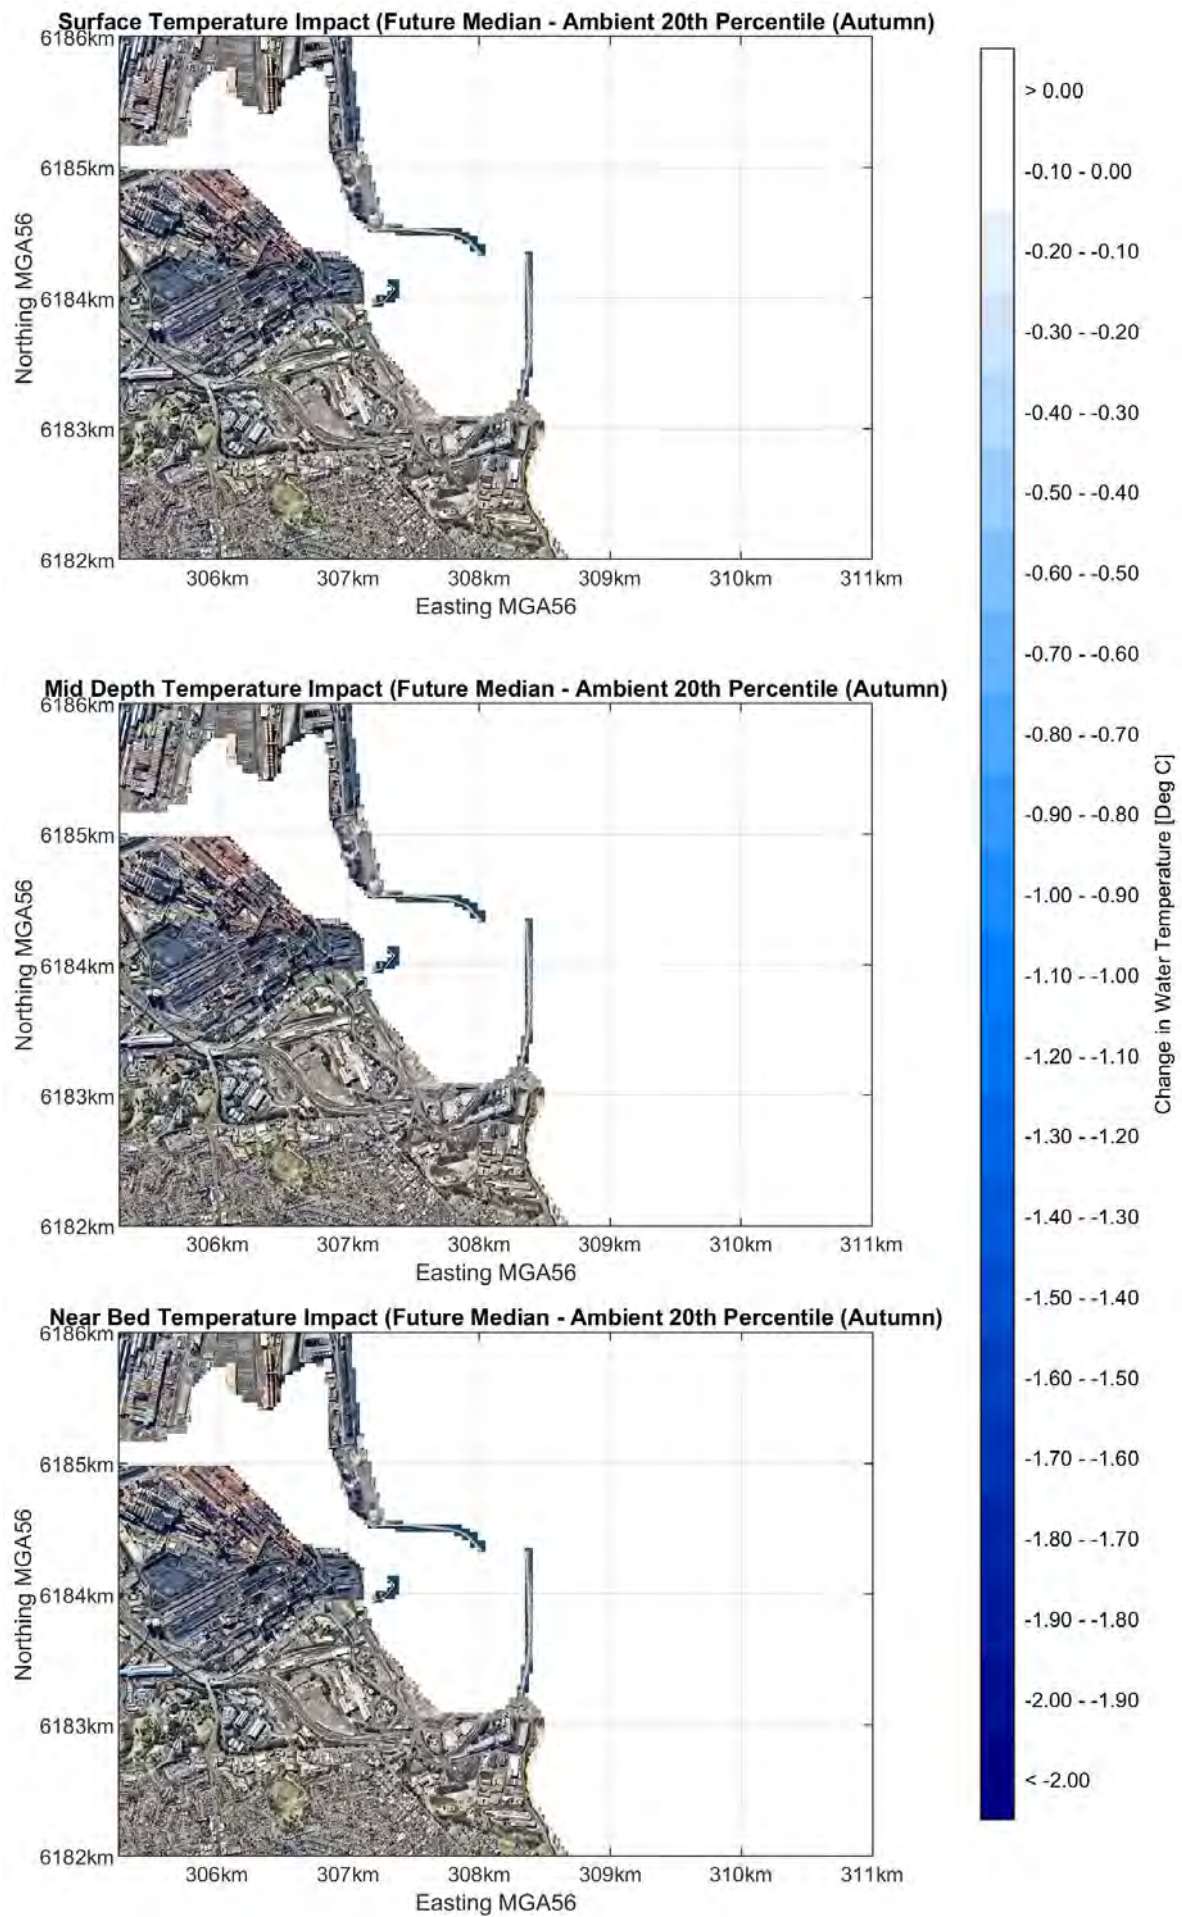 Surface Temperature Impact (Future Median - Ambient 20th Percentile (Autumn)
6186km
6185km
6184km
6183km
6182km
Northing MGA56
306km 307km 308km 309km 310km 311km
Easting MGA56
Mid Depth Temperature Impact (Future Median - Ambient 20th Percentile (Autumn)
6186km
6185km
6184km
6183km
6182km
Northing MGA56
306km 307km 308km 309km 310km 311km
Easting MGA56
Near Bed Temperature Impact (Future Median - Ambient 20th Percentile (Autumn)
6186km
6185km
6184km
6183km
6182km
Northing MGA56
306km 307km 308km 309km 310km 311km
Easting MGA56
> 0.00
-0.10 - 0.00
-0.20 - -0.10
-0.30 - -0.20
-0.40 - -0.30
-0.50 - -0.40
-0.60 - -0.50
-0.70 - -0.60
-0.80 - -0.70
-0.90 - -0.80
-1.00 - -0.90
-1.10 - -1.00
-1.20 - -1.10
-1.30 - -1.20
-1.40 - -1.30
-1.50 - -1.40
-1.60 - -1.50
-1.70 - -1.60
-1.80 - -1.70
-1.90 - -1.80
-2.00 - -1.90
< -2.00
Change in Water Temperature [Deg C]